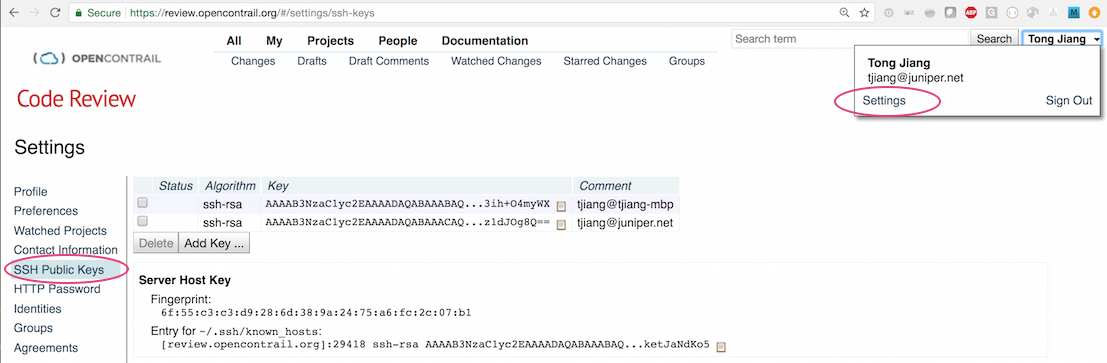 Secure https://review.opencontrail.org/#/settings/ssh-keys
ABP G M
All My Projects People Documentation
Search term Search Tong Jiang
OPENCONTRAIL
Changes Drafts Draft Comments Watched Changes Starred Changes Groups
Tong Jiang
tjiang@juniper.net
Settings Sign Out
Code Review
Settings
Profile
Preferences
Watched Projects
Contact Information
SSH Public Keys
HTTP Password
Identities
Groups
Agreements
Status Algorithm Key Comment
ssh-rsa AAAAB3NzaC1yc2EAAAADAQABAAABAQ...3ih+O4myWX tjiang@tjiang-mbp
ssh-rsa AAAAB3NzaC1yc2EAAAADAQABAAACAQ...z1dJOg8Q== tjiang@juniper.net
Delete Add Key ...
Server Host Key
Fingerprint:
6f:55:c3:c3:d9:28:6d:38:9a:24:75:a6:fc:2c:07:b1
Entry for ~/.ssh/known_hosts:
[review.opencontrail.org]:29418 ssh-rsa AAAAB3NzaC1yc2EAAAADAQABAAABAQ...ketJaNdKo5